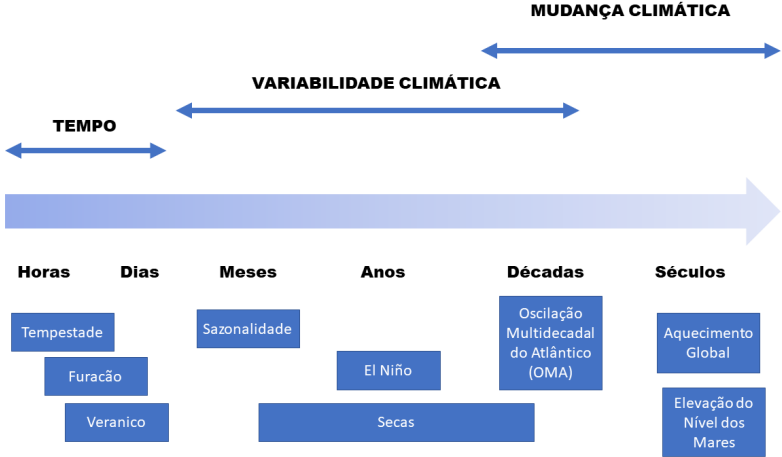 MUDANÇA CLIMÁTICA
VARIABILIDADE CLIMÁTICA
TEMPO
Horas
Dias
Meses
Anos
Décadas
Séculos
Tempestade
Furacão
Veranico
Sazonalidade
El Niño
Secas
Oscilação
Multidecadal
do Atlântico
(OMA)
Aquecimento
Global
Elevação do
Nível dos
Mares